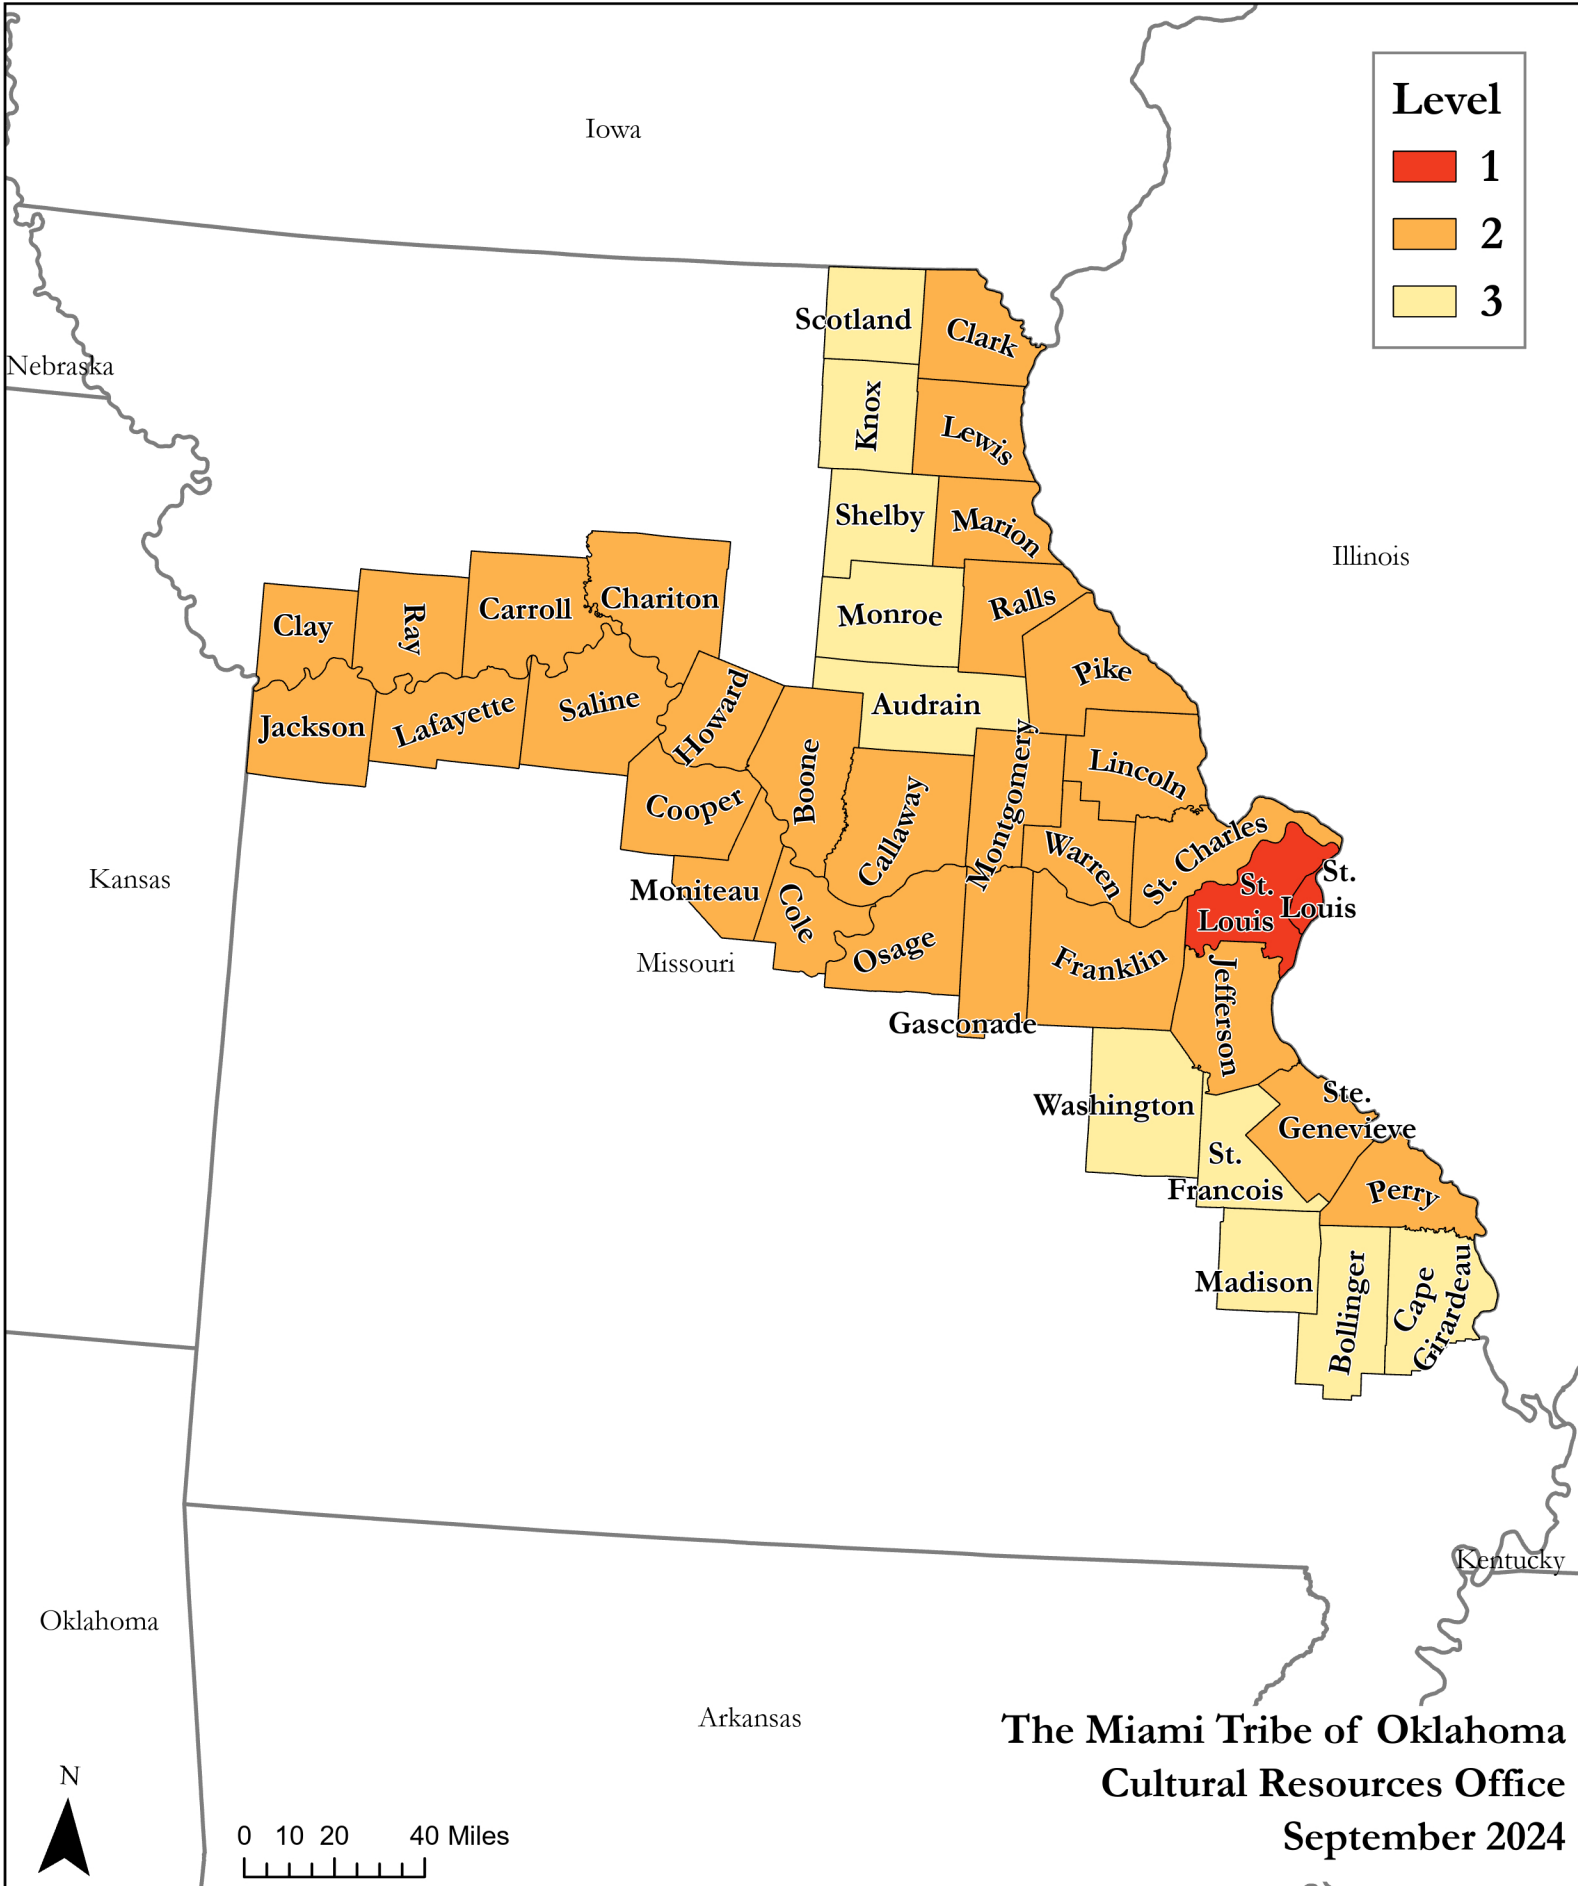 Level
1
2
3
Iowa
Nebraska
Illinois
Kansas
Missouri
Oklahoma
Arkansas
Kentucky
Scotland
Clark
Knox
Lewis
Shelby
Marion
Monroe
Ralls
Pike
Audrain
Clay
Ray
Carroll
Chariton
Jackson
Lafayette
Saline
Howard
Boone
Cooper
Callaway
Montgomery
Lincoln
Warren
St. Charles
St.
Louis
St.
Louis
Moniteau
Cole
Osage
Gasconade
Franklin
Jefferson
Washington
Ste.
Genevieve
St.
Francois
Perry
Madison
Bollinger
Cape
Girardeau
N
0 10 20 40 Miles
The Miami Tribe of Oklahoma
Cultural Resources Office
September 2024